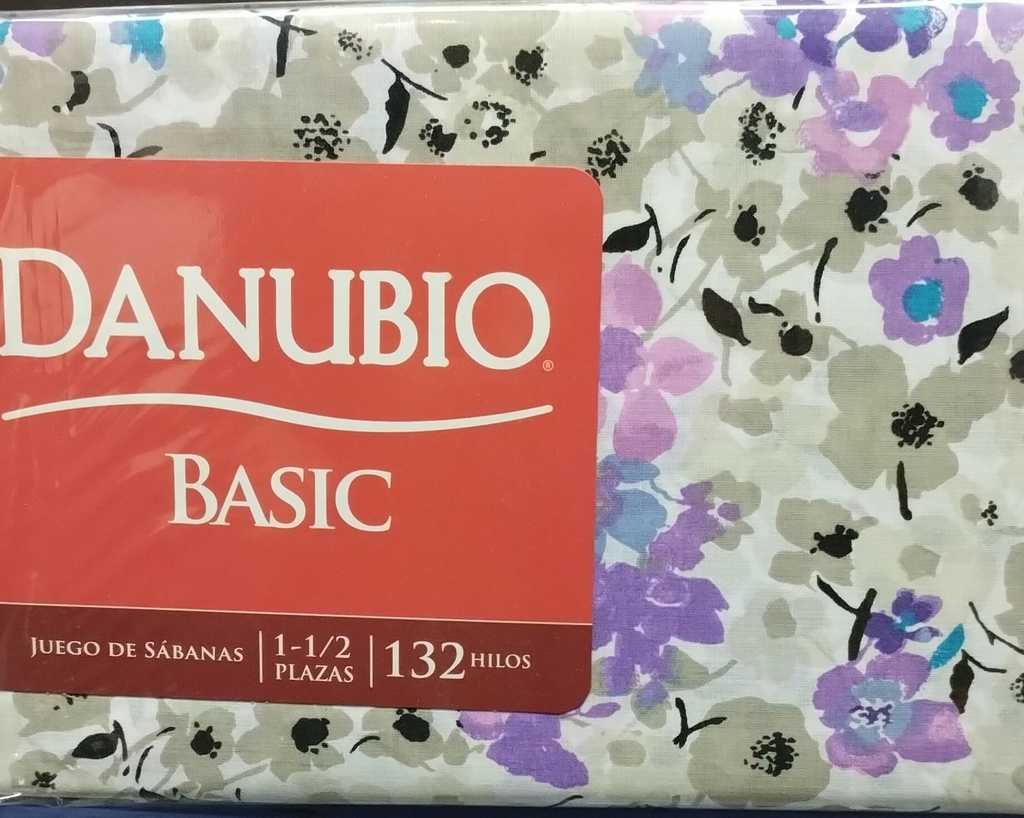 DANUBIO®
BASIC
JUEGO DE SÁBANAS | 1-1/2 PLAZAS | 132 HILOS